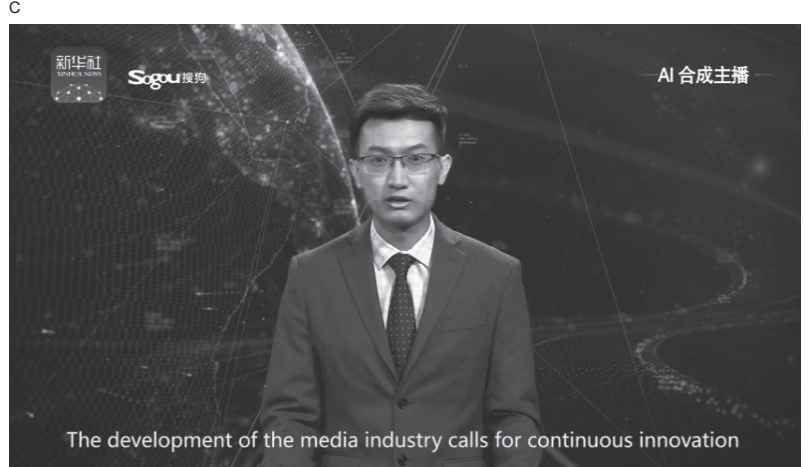 C
新华社
XINHUA NEWS
Sogou搜狗
AI 合成主播
The development of the media industry calls for continuous innovation